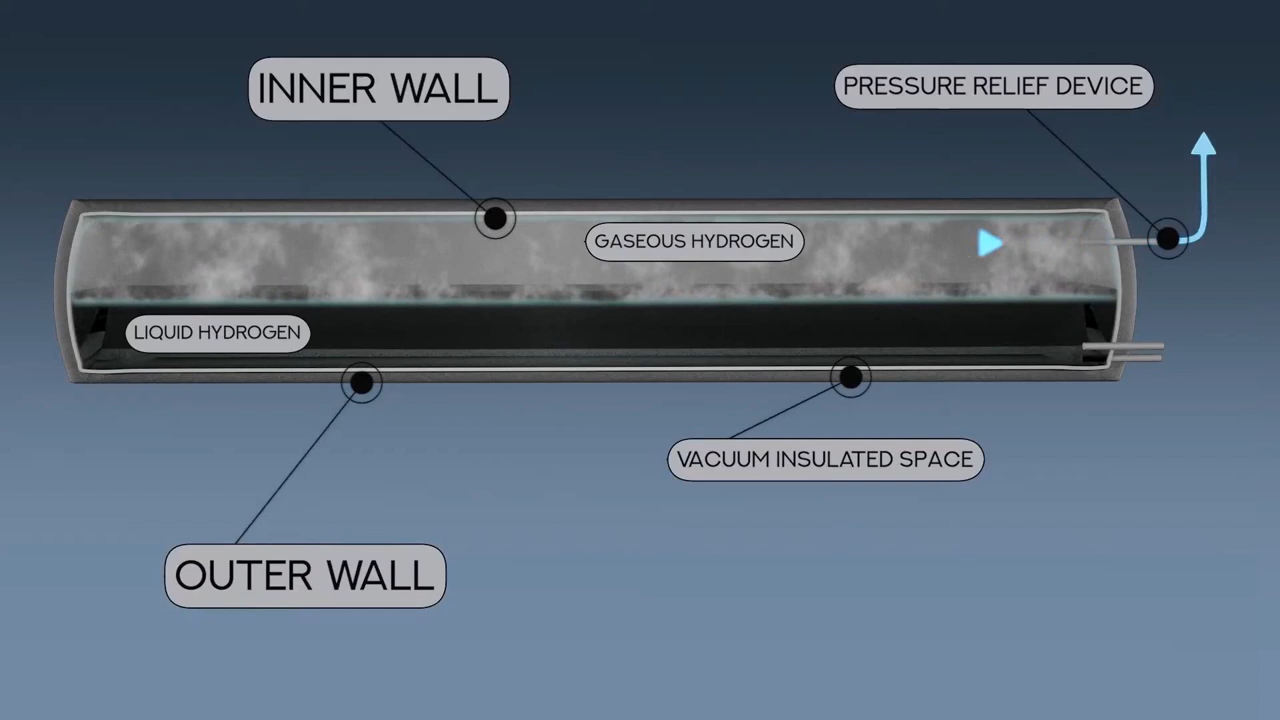 INNER WALL
PRESSURE RELIEF DEVICE
GASEOUS HYDROGEN
LIQUID HYDROGEN
VACUUM INSULATED SPACE
OUTER WALL